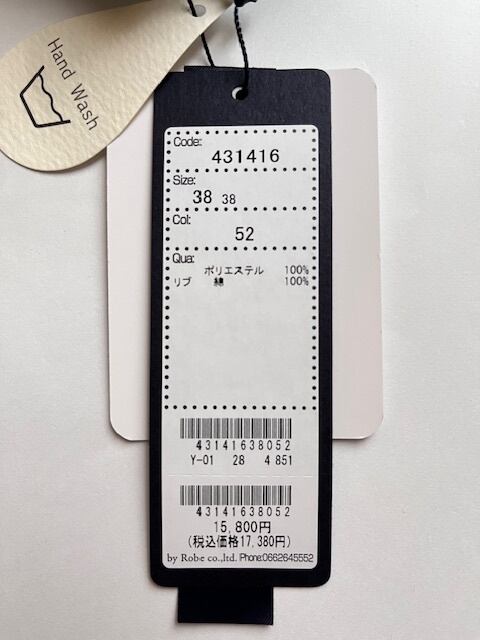 Hand Wash
Code:
431416
Size:
38 38
Col:
52
Qua:
ポリエステル 100%
リブ 綿 100%
43141638052
Y-01 28 4851
43141638052
15,800円
(税込価格17,380円)
by Robe co.,ltd. Phone:0662645552